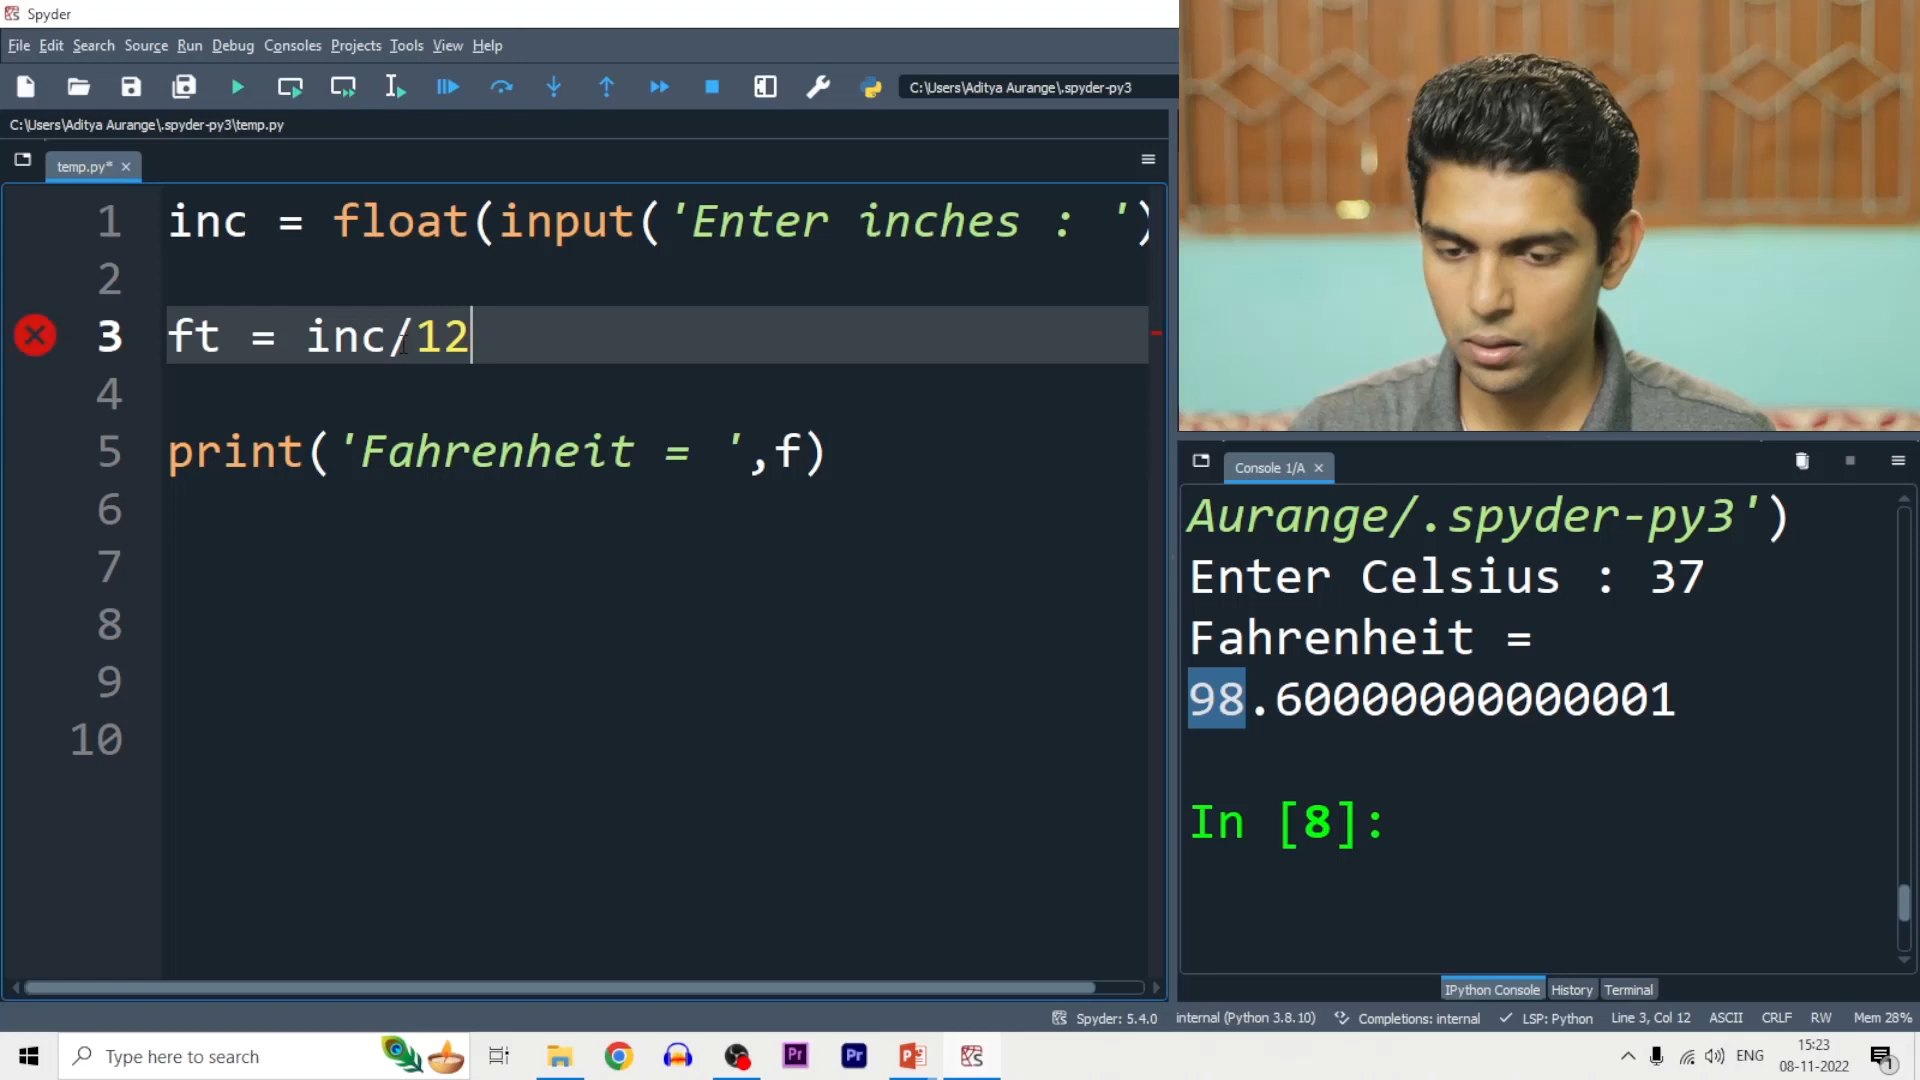 Spyder
File Edit Search Source Run Debug Consoles Projects Tools View Help
C:\Users\Aditya Aurange\.spyder-py3
C:\Users\Aditya Aurange\.spyder-py3\temp.py
temp.py*
1 inc = float(input('Enter inches : ')
2
3 ft = inc/12
4
5 print('Fahrenheit = ',f)
6
7
8
9
10
Console 1/A
Aurange/.spyder-py3')
Enter Celsius : 37
Fahrenheit =
98.60000000000001
In [8]:
IPython Console History Terminal
Spyder: 5.4.0 internal (Python 3.8.10) Completions: internal LSP: Python Line 3, Col 12 ASCII CRLF RW Mem 28%
Type here to search
Pr Pr
ENG
15:23
08-11-2022
1